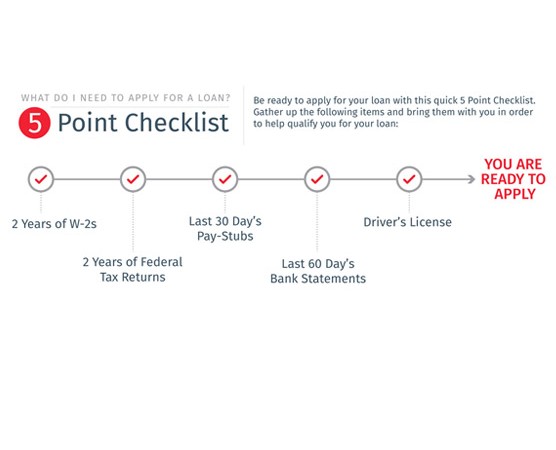 WHAT DO I NEED TO APPLY FOR A LOAN?
5 Point Checklist
Be ready to apply for your loan with this quick 5 Point Checklist.
Gather up the following items and bring them with you in order
to help qualify you for your loan:
YOU ARE
READY TO
APPLY
2 Years of W-2s
2 Years of Federal
Tax Returns
Last 30 Day's
Pay-Stubs
Last 60 Day's
Bank Statements
Driver's License